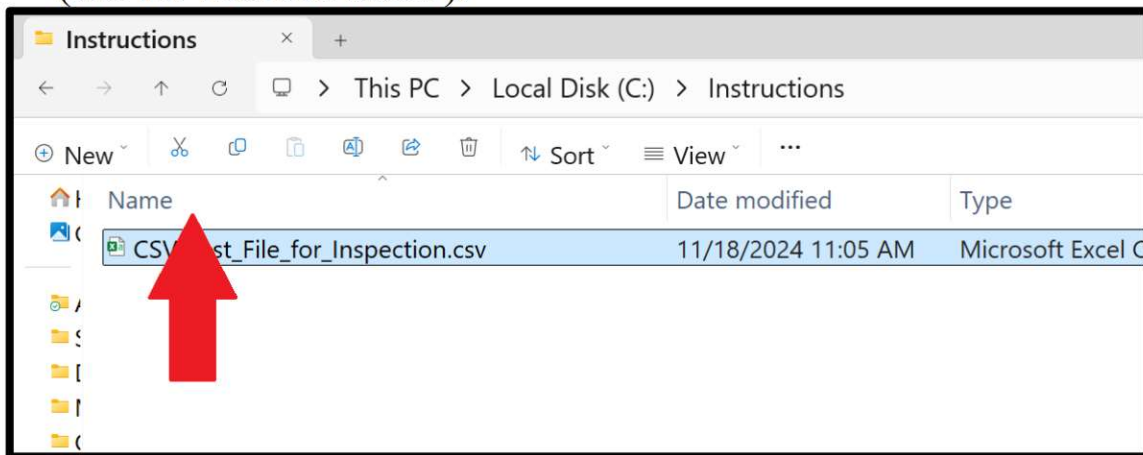 Instructions
This PC > Local Disk (C:) > Instructions
New Sort View ...
Name Date modified Type
_File_for_Inspection.csv 11/18/2024 11:05 AM Microsoft Excel